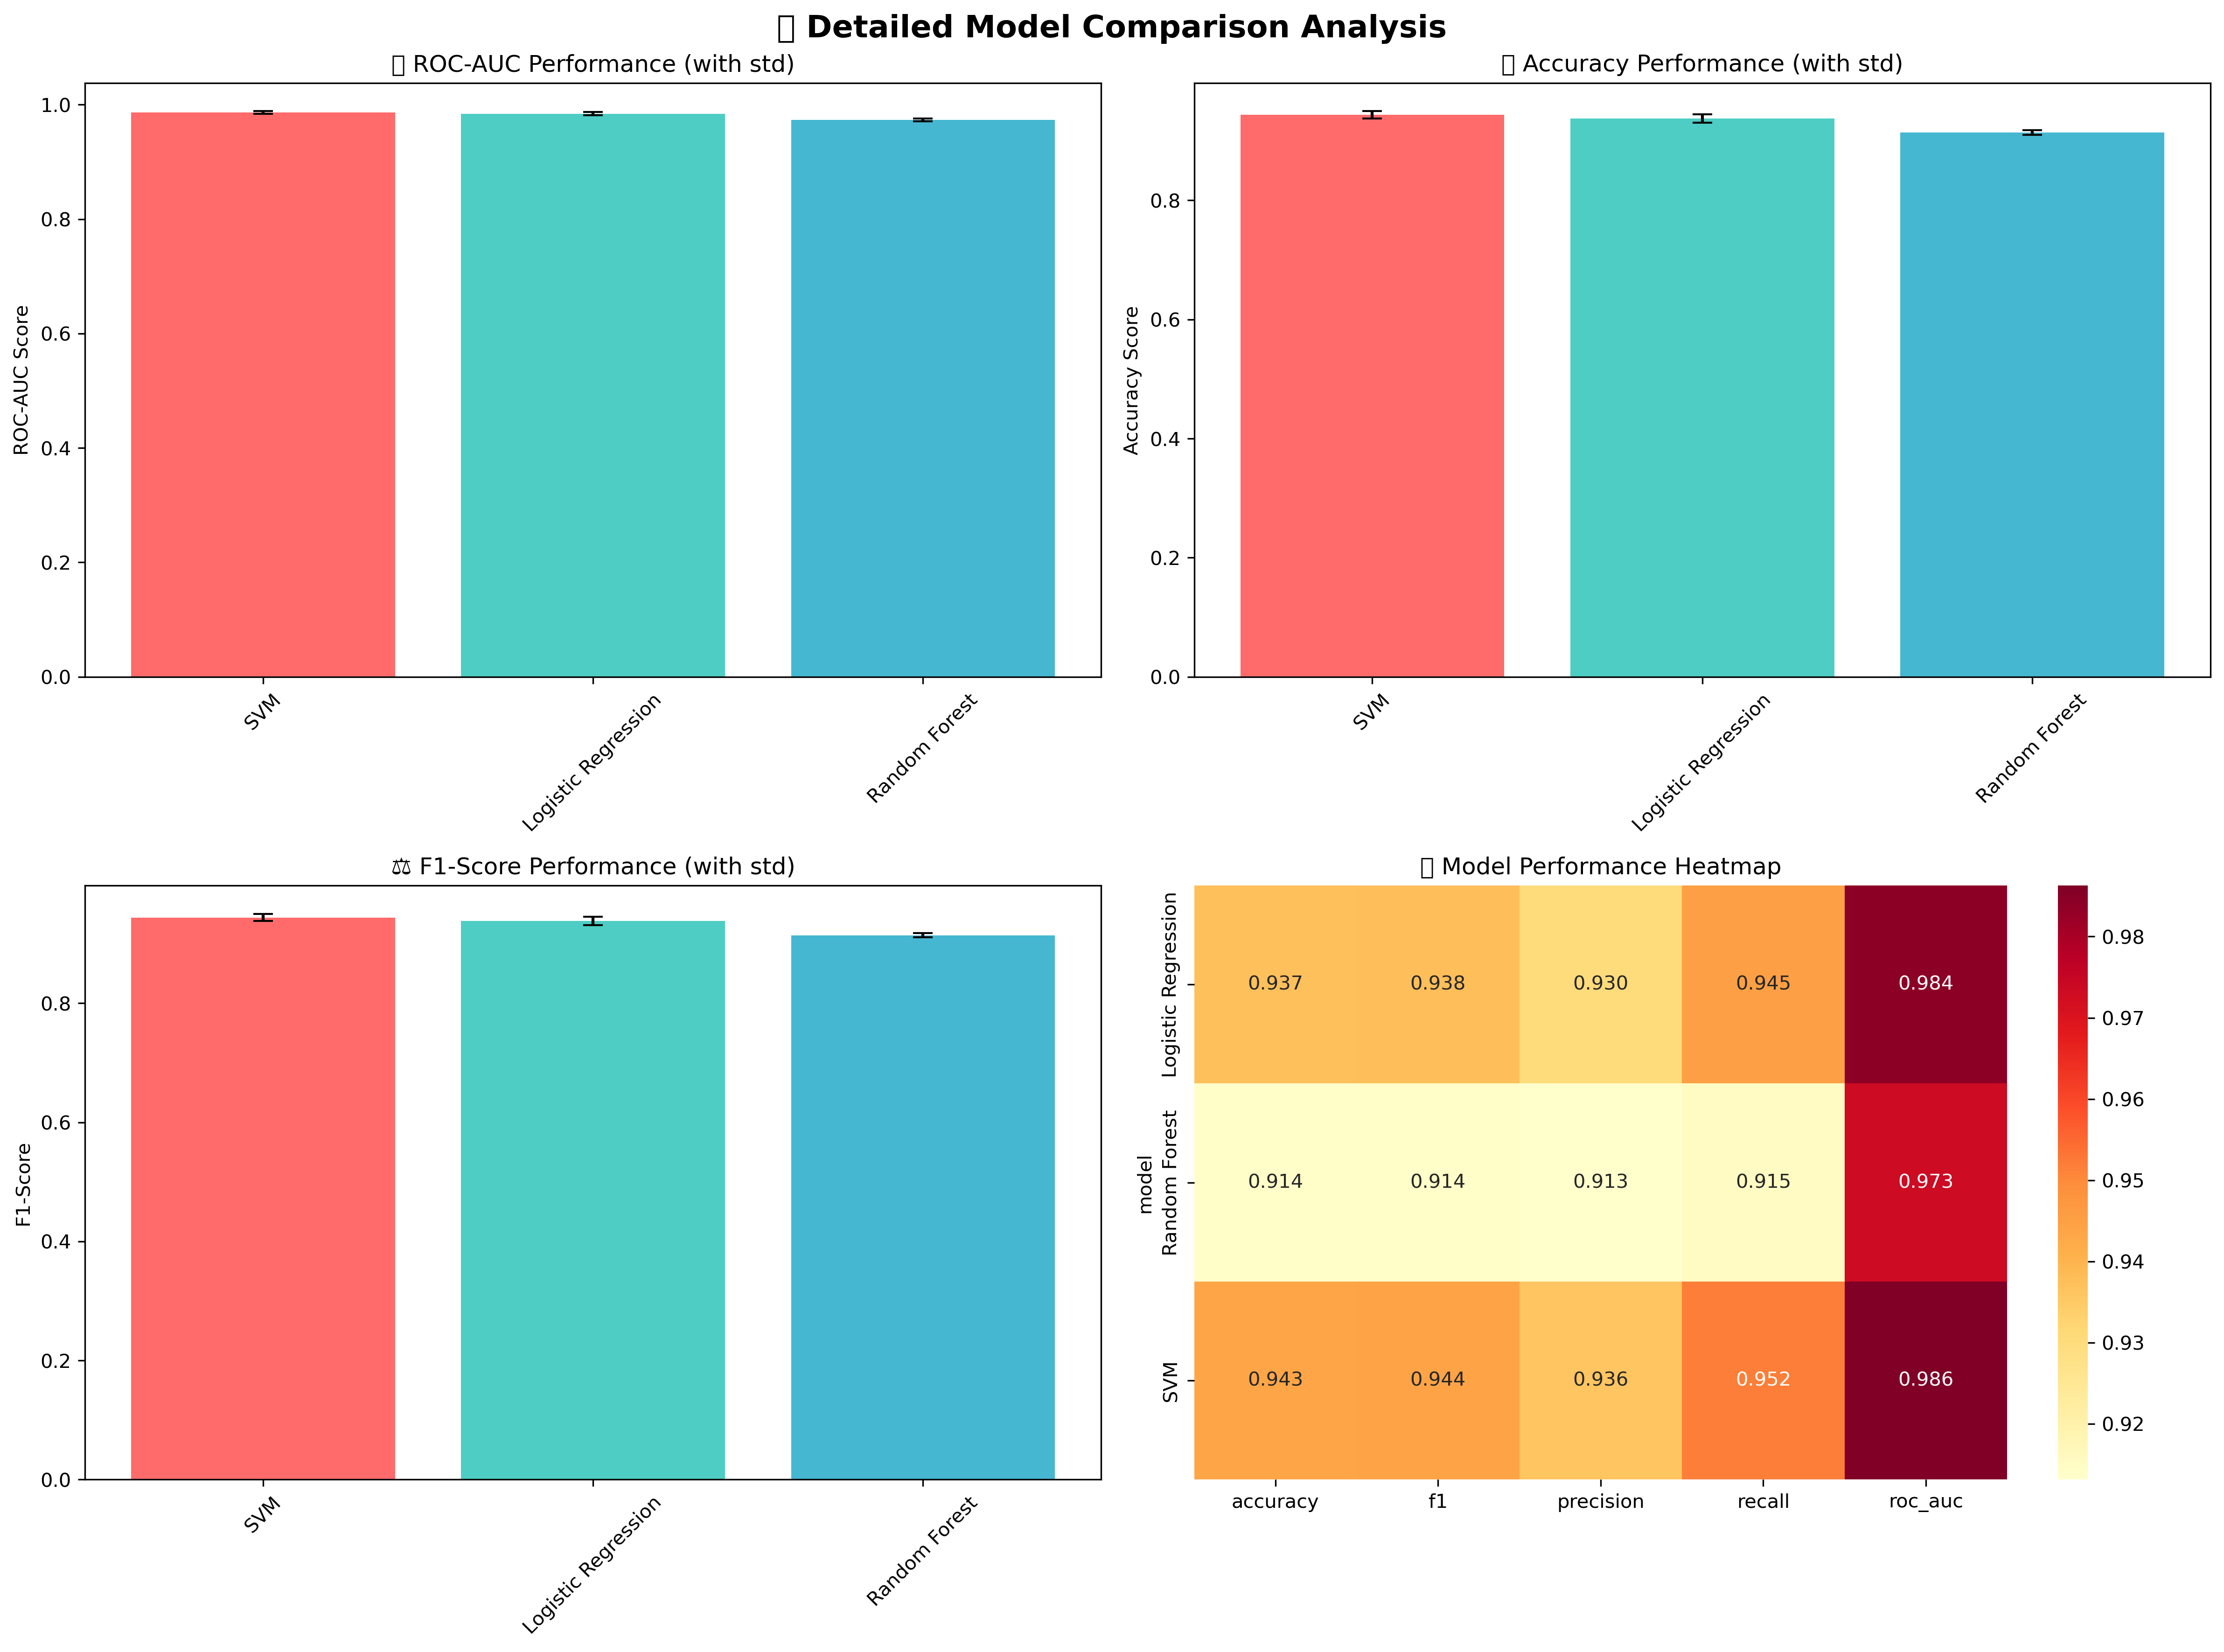 Detailed Model Comparison Analysis
ROC-AUC Performance (with std)
ROC-AUC Score
1.0
0.8
0.6
0.4
0.2
0.0
SVM
Logistic Regression
Random Forest
Accuracy Performance (with std)
Accuracy Score
0.8
0.6
0.4
0.2
0.0
SVM
Logistic Regression
Random Forest
⚖ F1-Score Performance (with std)
F1-Score
0.8
0.6
0.4
0.2
0.0
SVM
Logistic Regression
Random Forest
Model Performance Heatmap
model
Logistic Regression
0.937 0.938 0.930 0.945 0.984
Random Forest
0.914 0.914 0.913 0.915 0.973
SVM
0.943 0.944 0.936 0.952 0.986
accuracy f1 precision recall roc_auc
0.98
0.97
0.96
0.95
0.94
0.93
0.92